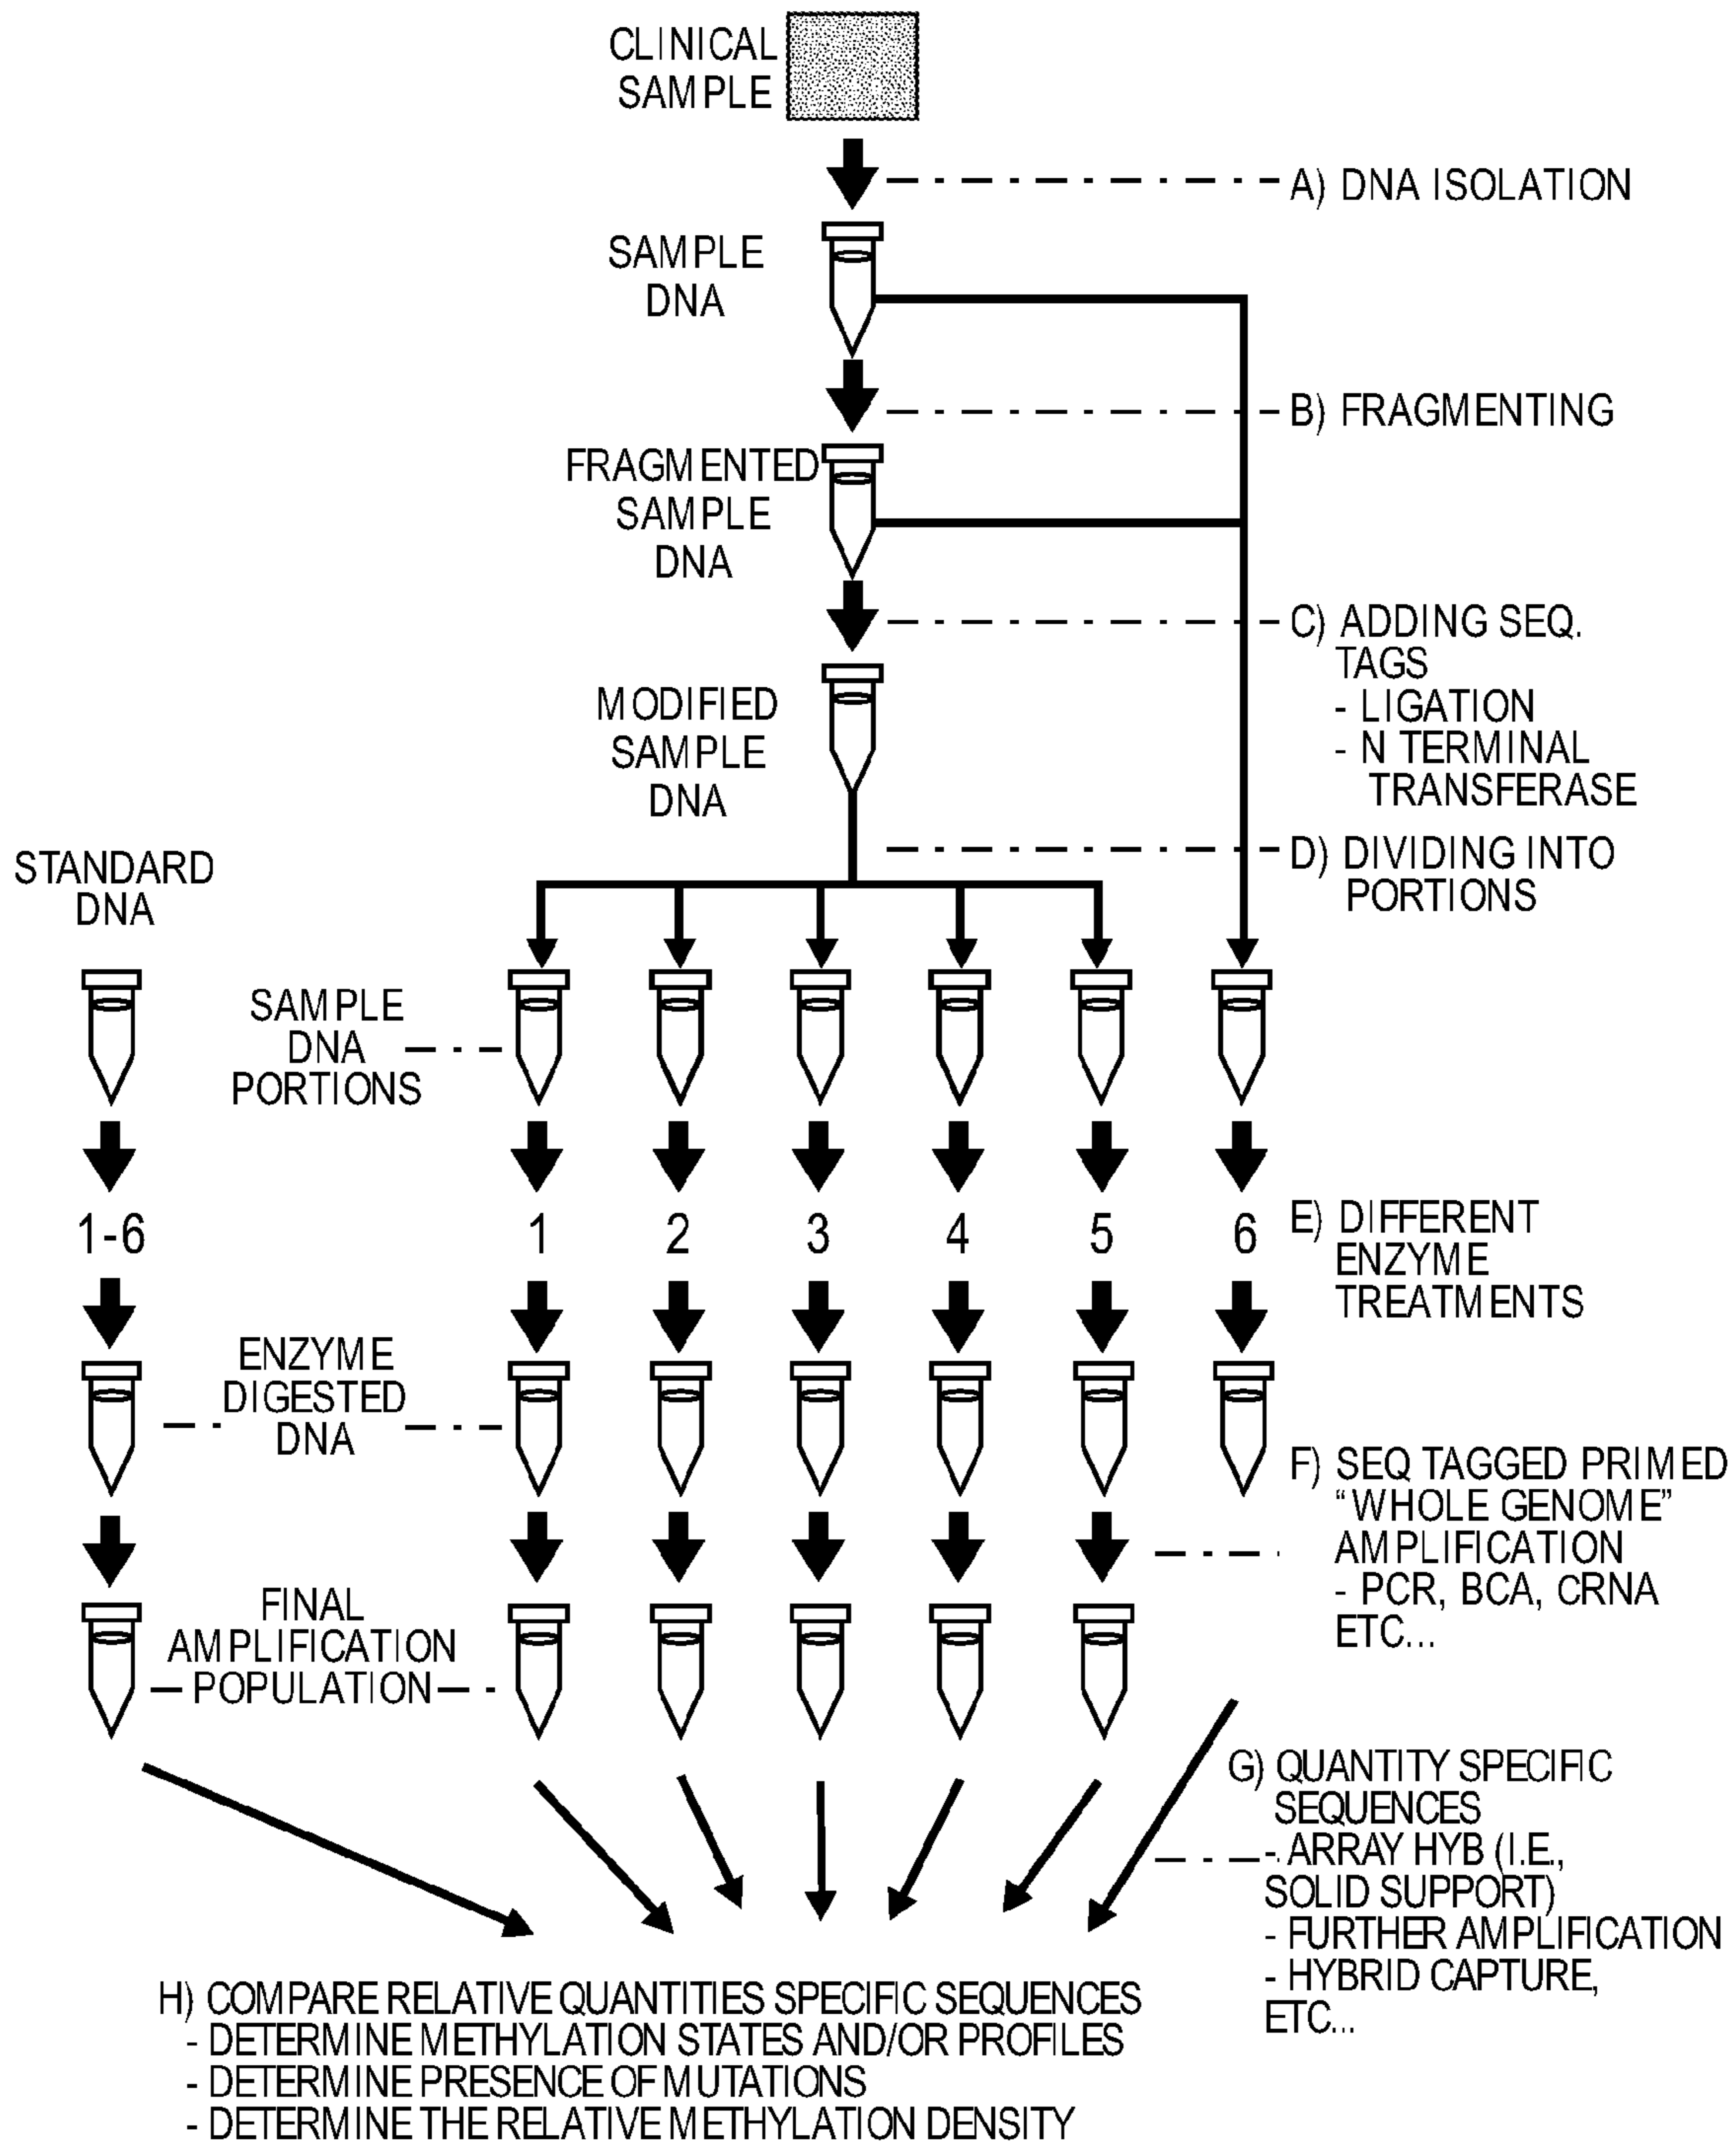 CLINICAL
SAMPLE
A) DNA ISOLATION
SAMPLE
DNA
B) FRAGMENTING
FRAGMENTED
SAMPLE
DNA
C) ADDING SEQ.
TAGS
- LIGATION
- N TERMINAL
TRANSFERASE
MODIFIED
SAMPLE
DNA
D) DIVIDING INTO
PORTIONS
STANDARD
DNA
SAMPLE
DNA
PORTIONS
1-6 1 2 3 4 5 6
E) DIFFERENT
ENZYME
TREATMENTS
ENZYME
DIGESTED
DNA
F) SEQ TAGGED PRIMED
“WHOLE GENOME”
AMPLIFICATION
- PCR, BCA, CRNA
ETC...
FINAL
AMPLIFICATION
POPULATION
G) QUANTITY SPECIFIC
SEQUENCES
- ARRAY HYB (I.E.,
SOLID SUPPORT)
- FURTHER AMPLIFICATION
- HYBRID CAPTURE,
ETC...
H) COMPARE RELATIVE QUANTITIES SPECIFIC SEQUENCES
- DETERMINE METHYLATION STATES AND/OR PROFILES
- DETERMINE PRESENCE OF MUTATIONS
- DETERMINE THE RELATIVE METHYLATION DENSITY